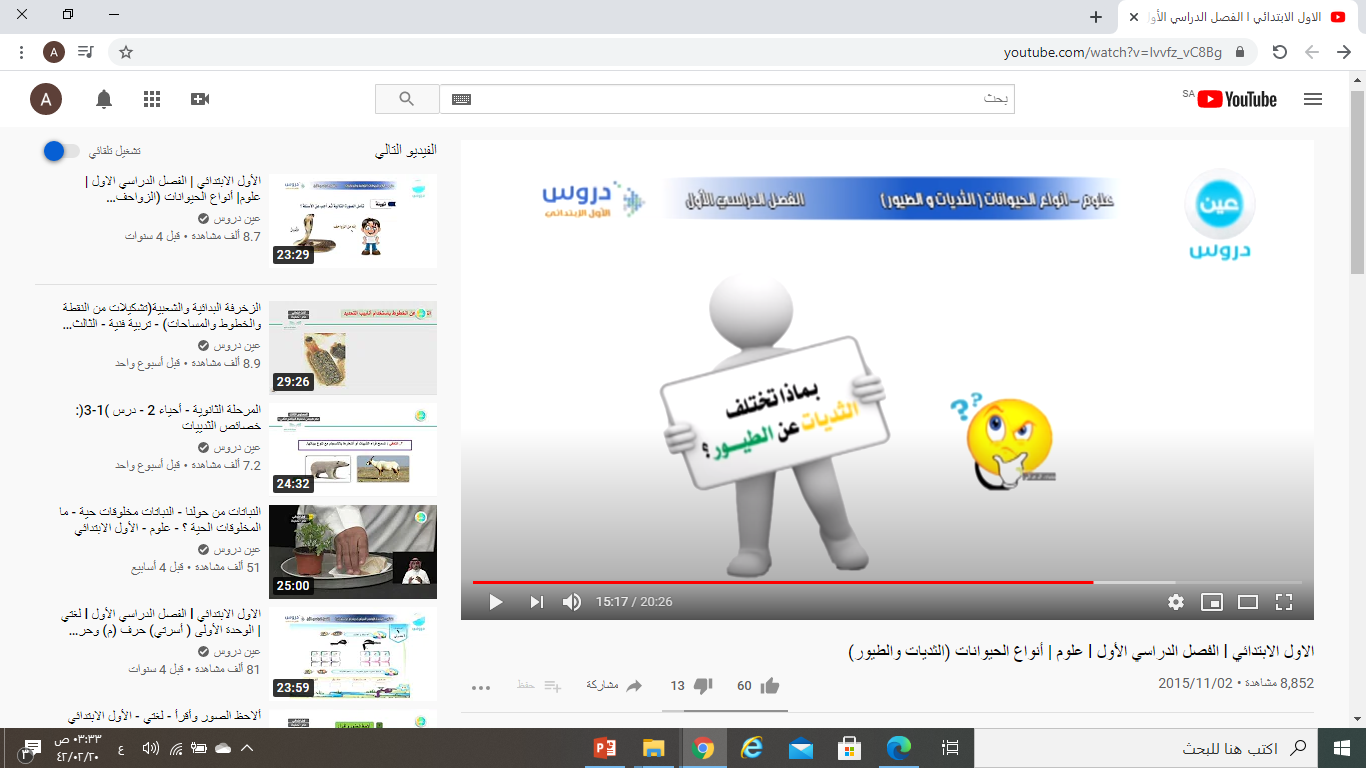 الاول الابتدائي | الفصل الدراسي الأول
youtube.com/watch?v=lvvfz_vC8Bg
A
YouTube SA
بحث
A
دروس
الأول الابتدائي
علوم – أنواع الحيوانات ( الثديات و الطيور)
الفصل الدراسي الأول
عين
دروس
بماذا تختلف
الثديات عن الطيور ؟
??
15:17 / 20:26
الاول الابتدائي | الفصل الدراسي الأول | علوم | أنواع الحيوانات (الثديات والطيور)
8,852 مشاهدة • 2015/11/02
60
13
مشاركة
حفظ
الفيديو التالي
تشغيل تلقائي
الأول الابتدائي | الفصل الدراسي الاول |
علوم| أنواع الحيوانات (الزواحف...
عين دروس
8.7 ألف مشاهدة • قبل 4 سنوات
23:29
الزخرفة البدائية والشعبية(تشكيلات من النقطة
والخطوط والمساحات) - تربية فنية - الثالث...
عين دروس
8.9 ألف مشاهدة • قبل أسبوع واحد
29:26
المرحلة الثانوية - أحياء 2 - درس )1-3(:
خصائص الثدييات
عين دروس
7.2 ألف مشاهدة • قبل أسبوع واحد
24:32
النباتات من حولنا - النباتات مخلوقات حية - ما
المخلوقات الحية ؟ - علوم - الأول الابتدائي
عين دروس
51 ألف مشاهدة • قبل 4 أسابيع
25:00
الاول الابتدائي | الفصل الدراسي الأول | لغتي
| الوحدة الأولى ( أسرتي) حرف (م) وحر...
عين دروس
81 ألف مشاهدة • قبل 4 سنوات
23:59
ألاحظ الصور وأقرأ - لغتي - الأول الابتدائي
اكتب هنا للبحث
ع
٠٣:٣٣ ص
٤٢/٠٢/٢٠
٣